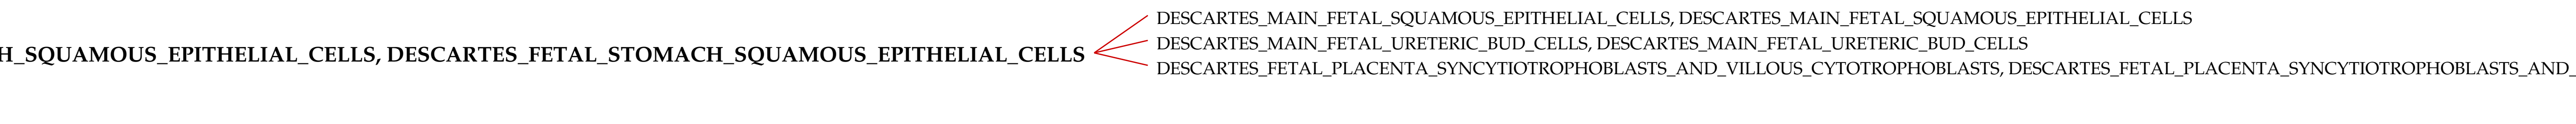 DESCARTES_MAIN_FETAL_SQUAMOUS_EPITHELIAL_CELLS, DESCARTES_MAIN_FETAL_SQUAMOUS_EPITHELIAL_CELLS
H_SQUAMOUS_EPITHELIAL_CELLS, DESCARTES_FETAL_STOMACH_SQUAMOUS_EPITHELIAL_CELLS
DESCARTES_MAIN_FETAL_URETERIC_BUD_CELLS, DESCARTES_MAIN_FETAL_URETERIC_BUD_CELLS
DESCARTES_FETAL_PLACENTA_SYNCYTIOTROPHOBLASTS_AND_VILLOUS_CYTOTROPHOBLASTS, DESCARTES_FETAL_PLACENTA_SYNCYTIOTROPHOBLASTS_AND_